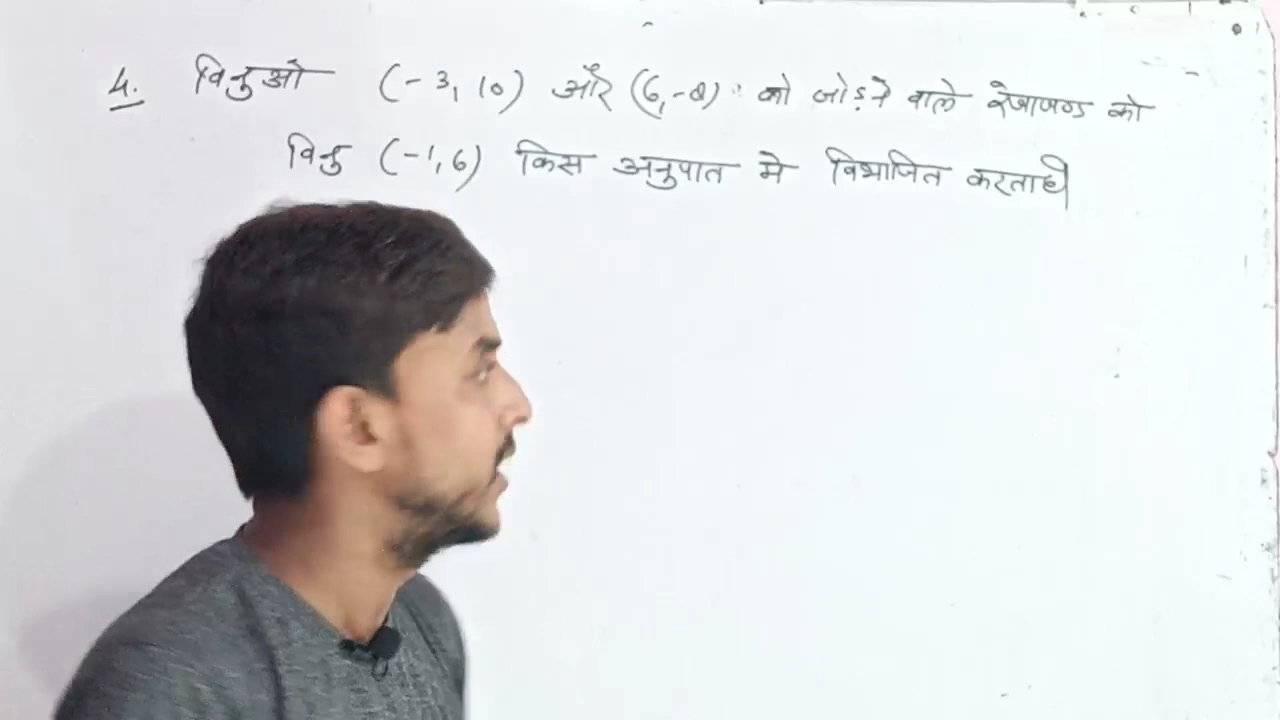 4. विन्दुओ (-3, 10) और (6, -8) को जोड़ने वाले रेखाखण्ड को
विन्दु (-1, 6) किस अनुपात मे विभाजित करता है।